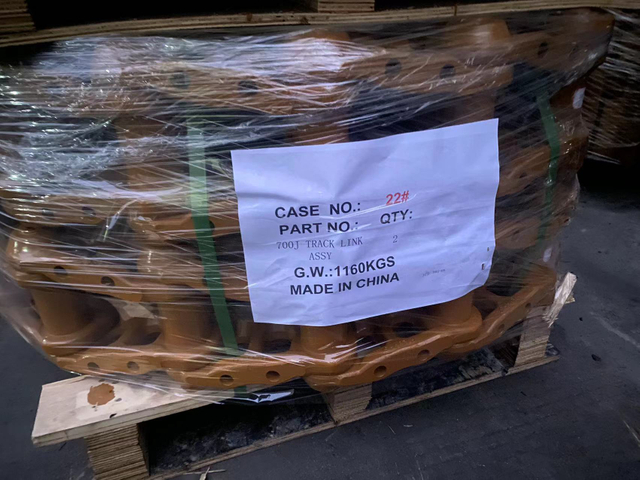 CASE NO.: 22#
PART NO.: QTY:
700J TRACK LINK 2
ASSY
G.W.:1160KGS
MADE IN CHINA